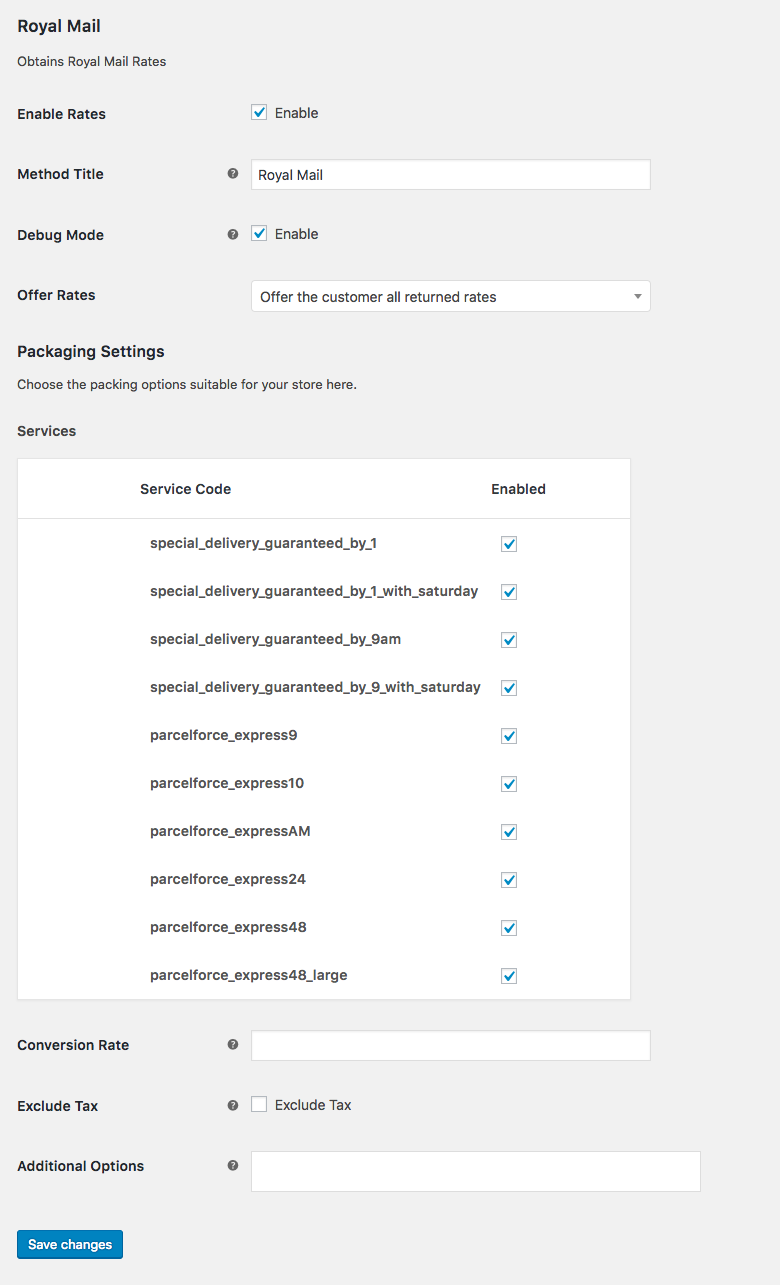 Royal Mail
Obtains Royal Mail Rates
Enable Rates Enable
Method Title Royal Mail
Debug Mode Enable
Offer Rates Offer the customer all returned rates
Packaging Settings
Choose the packing options suitable for your store here.
Services
Service Code Enabled
special_delivery_guaranteed_by_1
special_delivery_guaranteed_by_1_with_saturday
special_delivery_guaranteed_by_9am
special_delivery_guaranteed_by_9_with_saturday
parcelforce_express9
parcelforce_express10
parcelforce_expressAM
parcelforce_express24
parcelforce_express48
parcelforce_express48_large
Conversion Rate
Exclude Tax Exclude Tax
Additional Options
Save changes